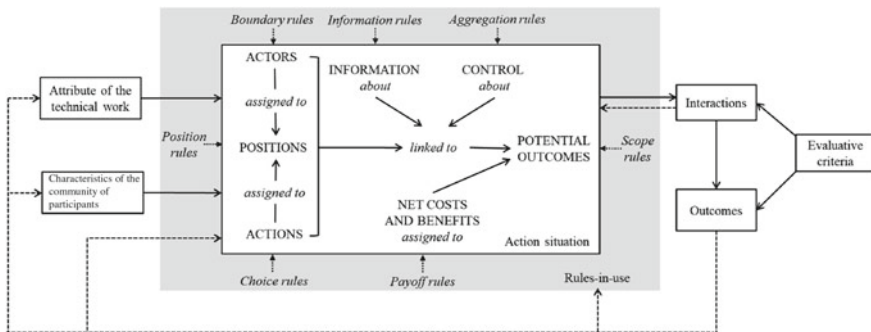 Boundary rules
Information rules
Aggregation rules
ACTORS
INFORMATION
about
CONTROL
about
Attribute of the
technical work
assigned to
Interactions
Position
rules
POSITIONS
linked to
POTENTIAL
OUTCOMES
Scope
rules
Evaluative
criteria
Characteristics of the
community of
participants
assigned to
NET COSTS
AND BENEFITS
assigned to
Outcomes
ACTIONS
Action situation
Choice rules
Payoff rules
Rules-in-use